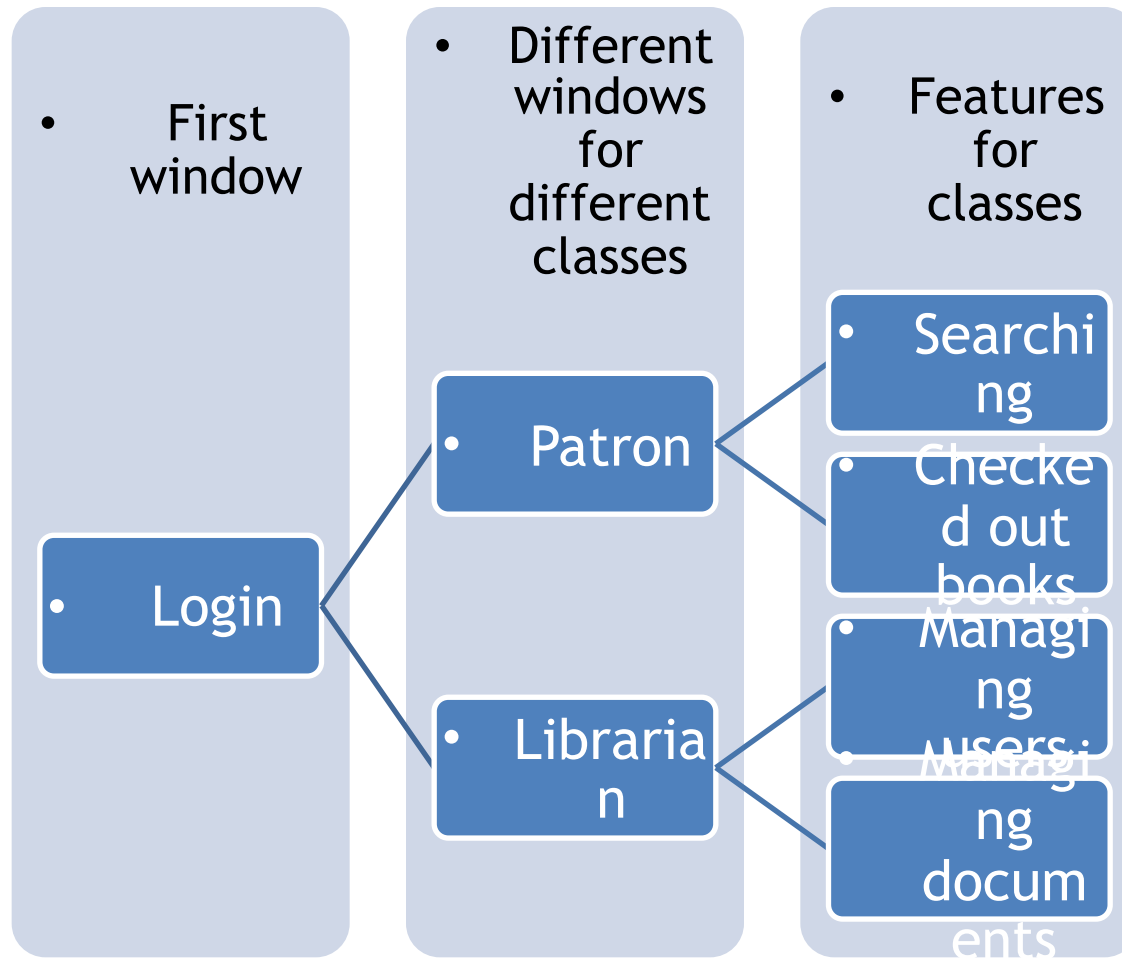 • First
window
• Different
windows
for
different
classes
• Features
for
classes
• Login
• Patron
• Libraria
n
• Searchi
ng
• Checke
d out
books
• Managi
ng
users
• Managi
ng
docum
ents